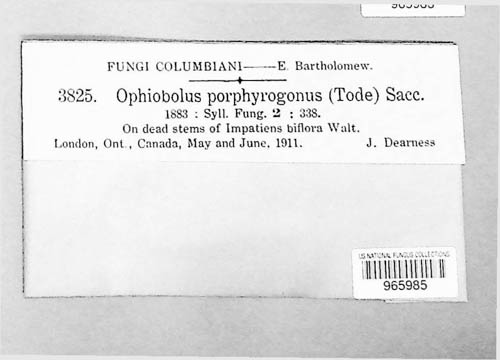 FUNGI COLUMBIANI——E. Bartholomew.
3825. Ophiobolus porphyrogonus (Tode) Sacc.
1883 : Syll. Fung. 2 : 338.
On dead stems of Impatiens biflora Walt.
London, Ont., Canada, May and June, 1911. J. Dearness
US NATIONAL FUNGUS COLLECTIONS
965985